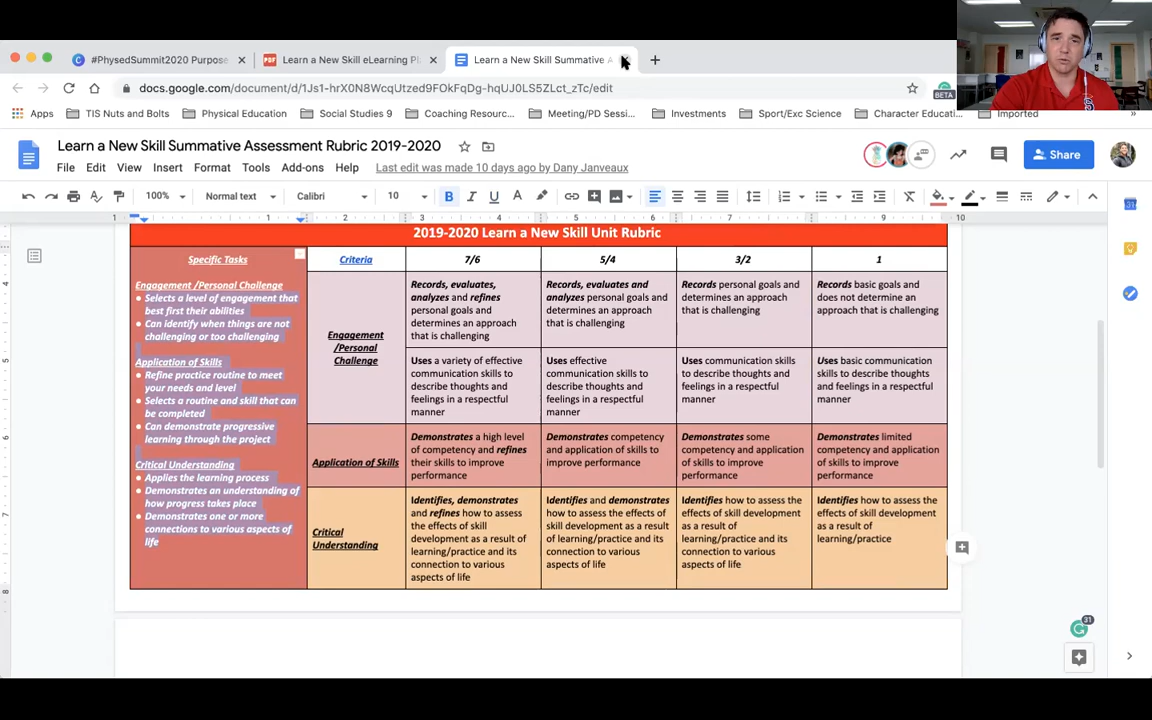 #PhysedSummit2020 Purpose
Learn a New Skill eLearning Pl
Learn a New Skill Summative A
docs.google.com/document/d/1Js1-hrX0N8WcqUtzed9FOkFqDg-hqUJ0LS5ZLct_zTc/edit
BETA
Apps
TIS Nuts and Bolts
Physical Education
Social Studies 9
Coaching Resourc...
Meeting/PD Sessi...
Investments
Sport/Exc Science
Character Educati...
Imported
Learn a New Skill Summative Assessment Rubric 2019-2020
File Edit View Insert Format Tools Add-ons Help Last edit was made 10 days ago by Dany Janveaux
Share
100% Normal text Calibri 10 B I U A
1 1 2 3 4 5 6 7 8 9 10
2019-2020 Learn a New Skill Unit Rubric
Specific Tasks
Engagement /Personal Challenge
Selects a level of engagement that
best first their abilities
Can identify when things are not
challenging or too challenging
Application of Skills
Refine practice routine to meet
your needs and level
Selects a routine and skill that can
be completed
Can demonstrate progressive
learning through the project
Critical Understanding
Applies the learning process
Demonstrates an understanding of
how progress takes place
Demonstrates one or more
connections to various aspects of
life
Criteria
7/6
5/4
3/2
1
Engagement
/Personal
Challenge
Records, evaluates,
analyzes and refines
personal goals and
determines an approach
that is challenging
Records, evaluates and
analyzes personal goals and
determines an approach
that is challenging
Records personal goals and
determines an approach
that is challenging
Records basic goals and
does not determine an
approach that is challenging
Uses a variety of effective
communication skills to
describe thoughts and
feelings in a respectful
manner
Uses effective
communication skills to
describe thoughts and
feelings in a respectful
manner
Uses communication skills
to describe thoughts and
feelings in a respectful
manner
Uses basic communication
skills to describe thoughts
and feelings in a respectful
manner
Application of Skills
Demonstrates a high level
of competency and refines
their skills to improve
performance
Demonstrates competency
and application of skills to
improve performance
Demonstrates some
competency and application
of skills to improve
performance
Demonstrates limited
competency and application
of skills to improve
performance
Critical
Understanding
Identifies, demonstrates
and refines how to assess
the effects of skill
development as a result of
learning/practice and its
connection to various
aspects of life
Identifies and demonstrates
how to assess the effects of
skill development as a result
of learning/practice and its
connection to various
aspects of life
Identifies how to assess the
effects of skill development
as a result of
learning/practice and its
connection to various
aspects of life
Identifies how to assess the
effects of skill development
as a result of
learning/practice
4
5
6
7
8
31